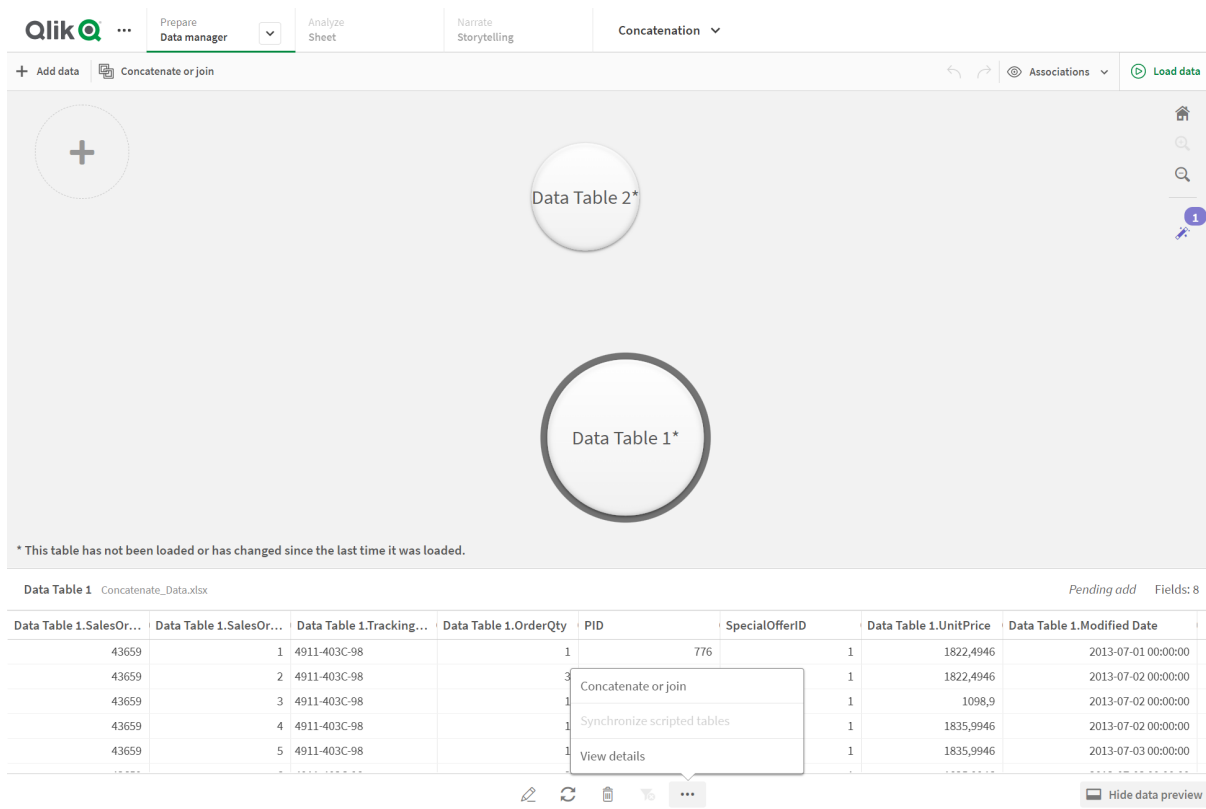 Qlik ... Prepare Data manager Analyze Sheet Narrate Storytelling Concatenation
+ Add data Concatenate or join Associations Load data
Data Table 2*
1
Data Table 1*
* This table has not been loaded or has changed since the last time it was loaded.
Data Table 1 Concatenate_Data.xlsx Pending add Fields: 8
Data Table 1.SalesOr... Data Table 1.SalesOr... Data Table 1.Tracking... Data Table 1.OrderQty PID SpecialOfferID Data Table 1.UnitPrice Data Table 1.Modified Date
43659 1 4911-403C-98 1 776 1 1822,4946 2013-07-01 00:00:00
43659 2 4911-403C-98 3 1 1822,4946 2013-07-02 00:00:00
43659 3 4911-403C-98 1 1 1098,9 2013-07-02 00:00:00
43659 4 4911-403C-98 1 1 1835,9946 2013-07-02 00:00:00
43659 5 4911-403C-98 1 1 1835,9946 2013-07-03 00:00:00
Concatenate or join
Synchronize scripted tables
View details
Hide data preview